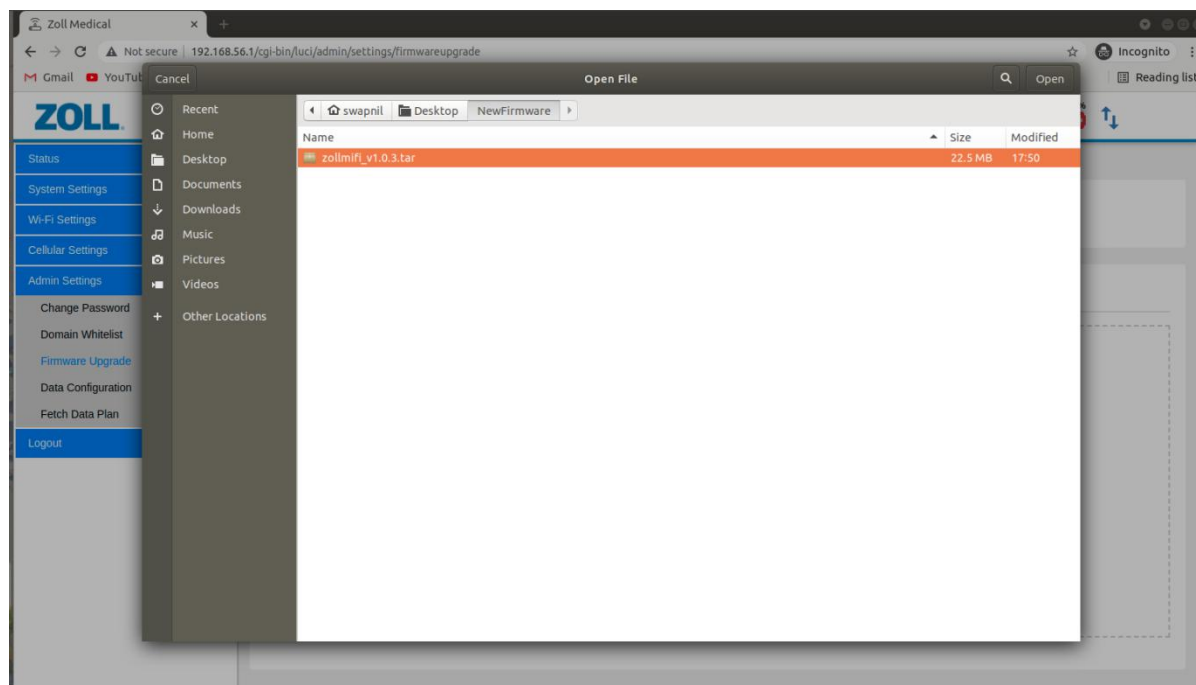 Zoll Medical
Not secure 192.168.56.1/cgi-bin/luci/admin/settings/firmwareupgrade
Incognito
Gmail YouTu
Reading list
Cancel Open File Open
ZOLL.
Status
System Settings
Wi-Fi Settings
Cellular Settings
Admin Settings
Change Password
Domain Whitelist
Firmware Upgrade
Data Configuration
Fetch Data Plan
Logout
Recent
Home
Desktop
Documents
Downloads
Music
Pictures
Videos
+ Other Locations
swapnil Desktop NewFirmware
Name Size Modified
zollmifi_v1.0.3.tar 22.5 MB 17:50